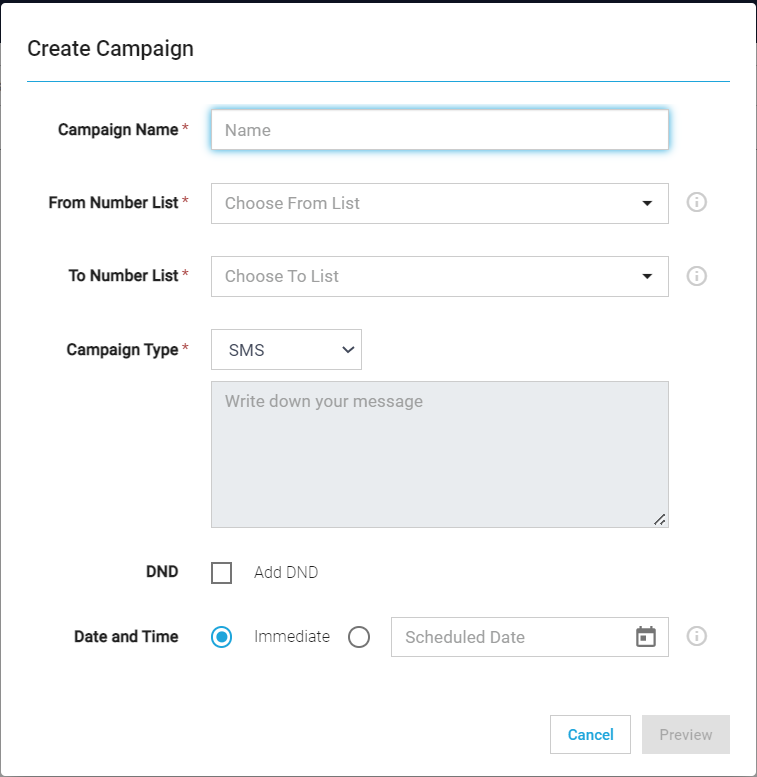 Create Campaign
Campaign Name *
Name
From Number List *
Choose From List
To Number List *
Choose To List
Campaign Type *
SMS
Write down your message
DND
Add DND
Date and Time
Immediate
Scheduled Date
Cancel
Preview